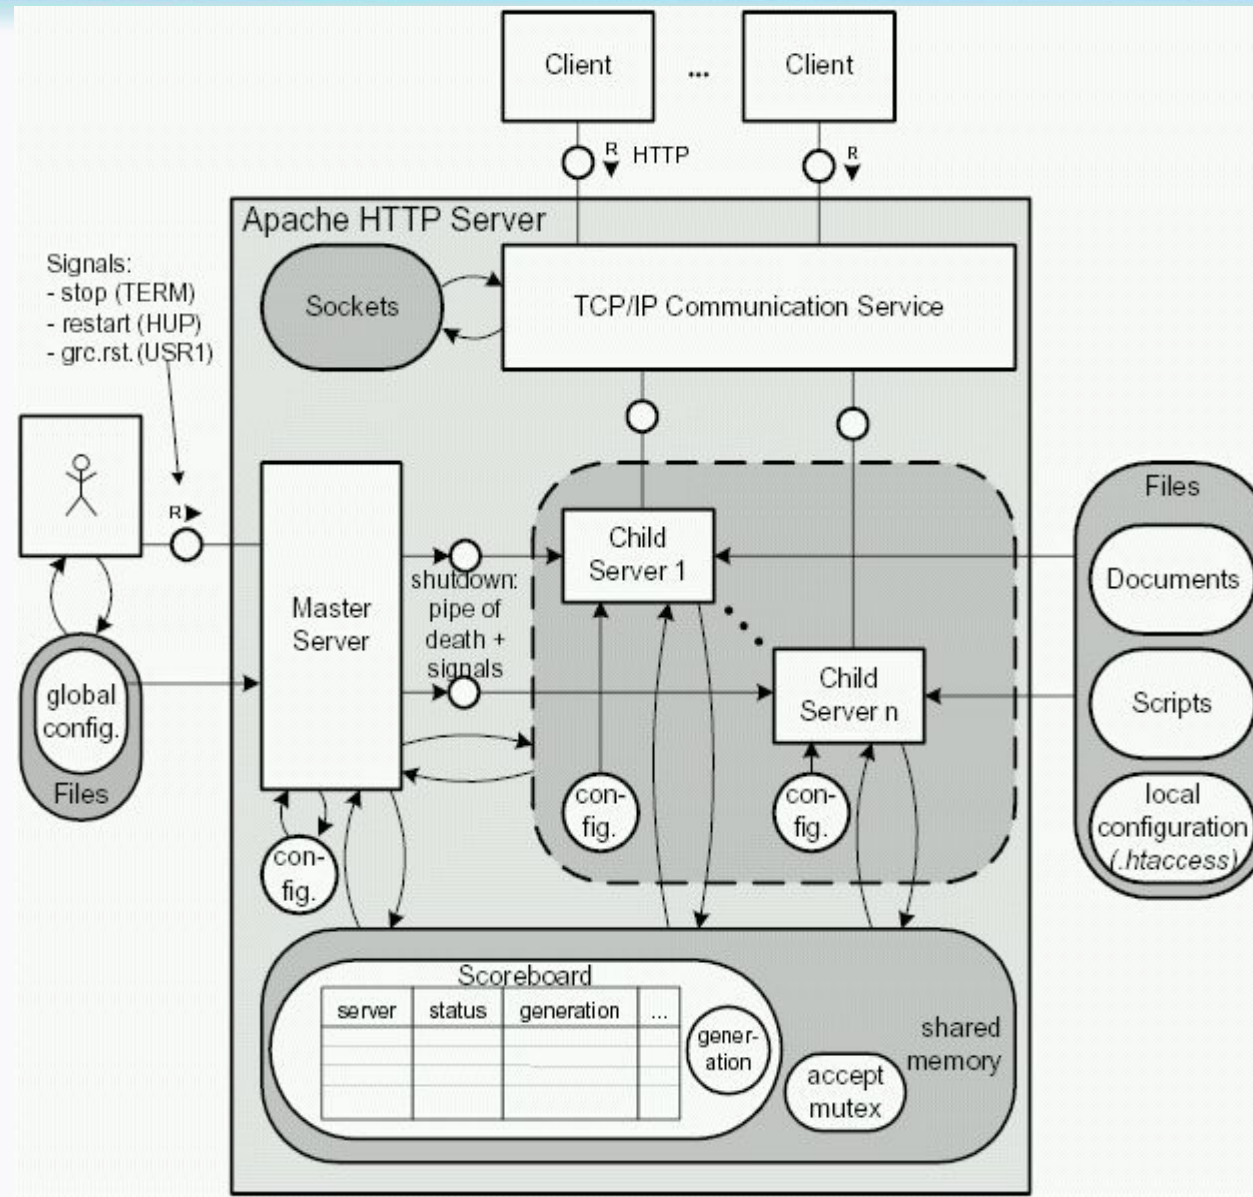 Client
...
Client
R
HTTP
R
Apache HTTP Server
Signals:
- stop (TERM)
- restart (HUP)
- grc.rst.(USR1)
Sockets
TCP/IP Communication Service
R
Master
Server
shutdown:
pipe of
death +
signals
Child
Server 1
Child
Server n
global
config.
Files
con-
fig.
con-
fig.
con-
fig.
Files
Documents
Scripts
local
configuration
(.htaccess)
Scoreboard
server status generation ...
gener-
ation
accept
mutex
shared
memory